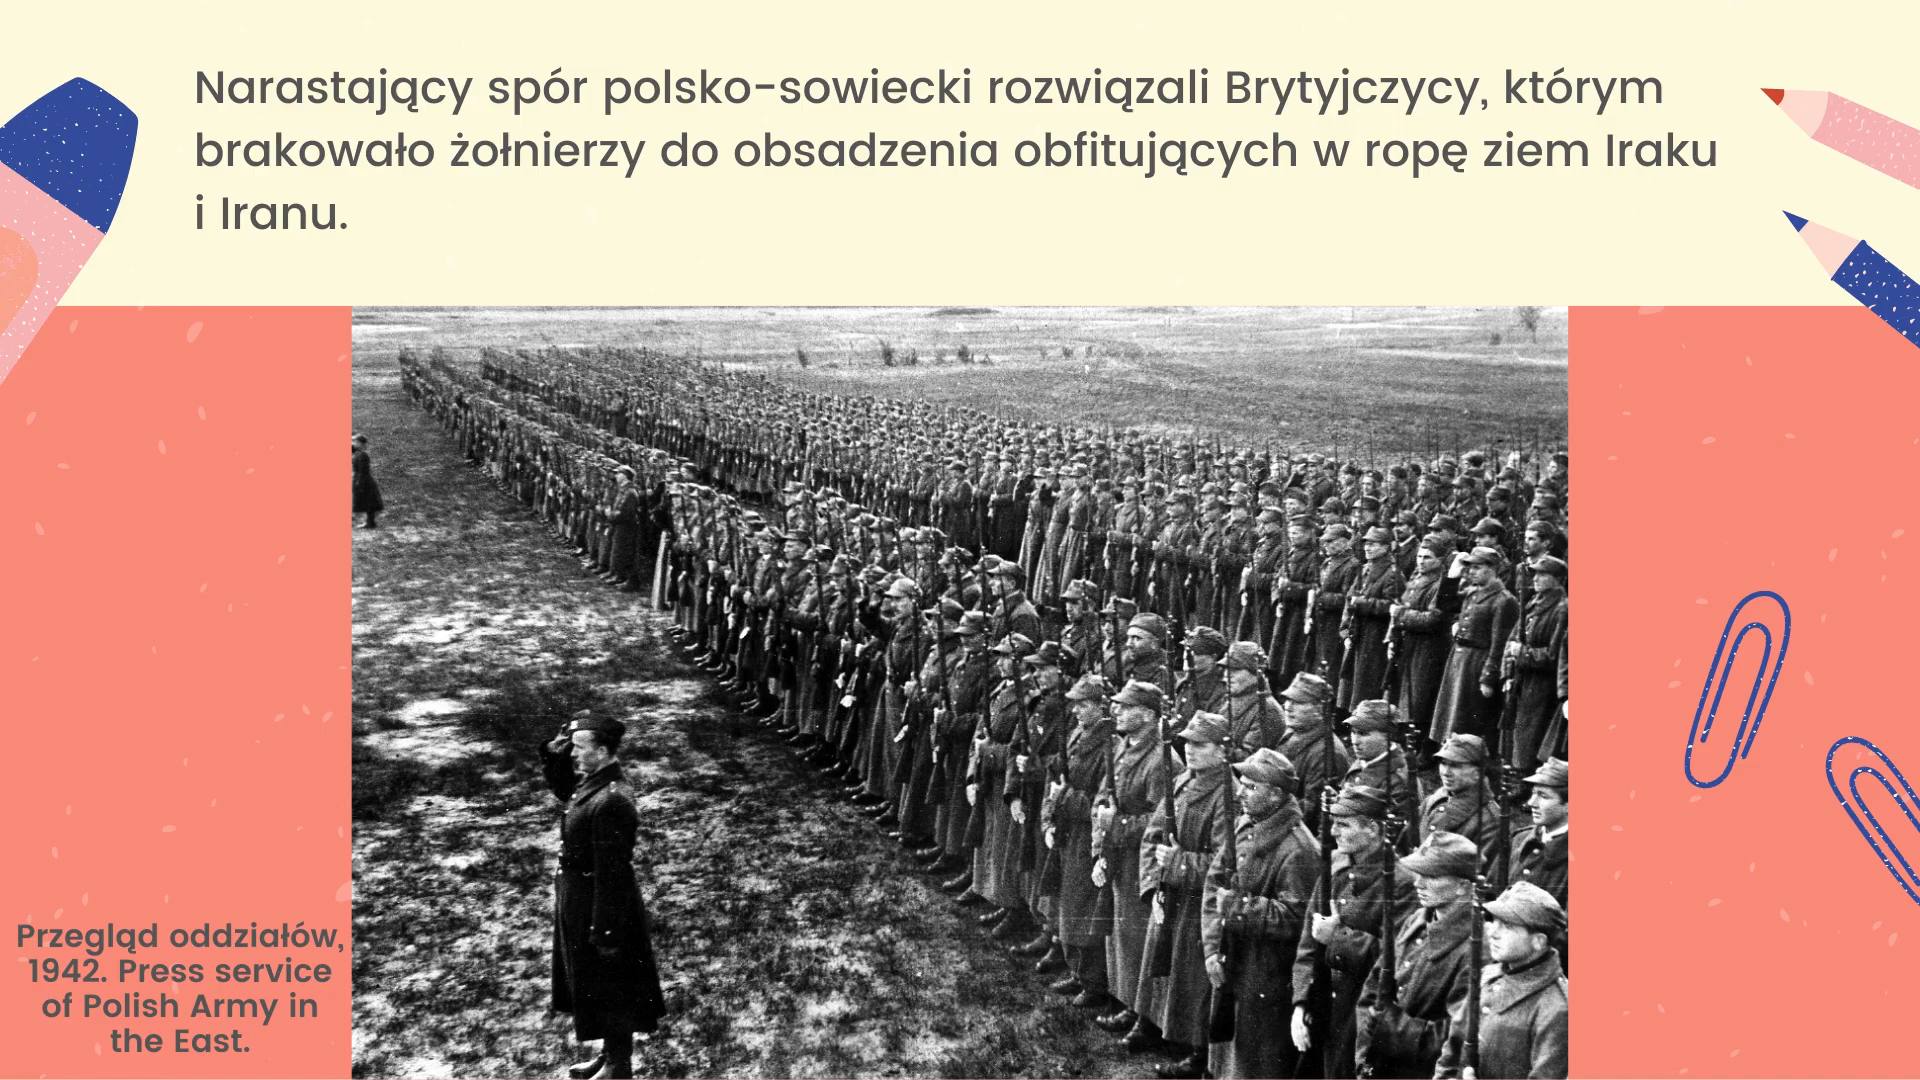 Narastający spór polsko-sowiecki rozwiązali Brytyjczycy, którym
brakowało żołnierzy do obsadzenia obfitujących w ropę ziem Iraku
i Iranu.
Przegląd oddziałów,
1942. Press service
of Polish Army in
the East.